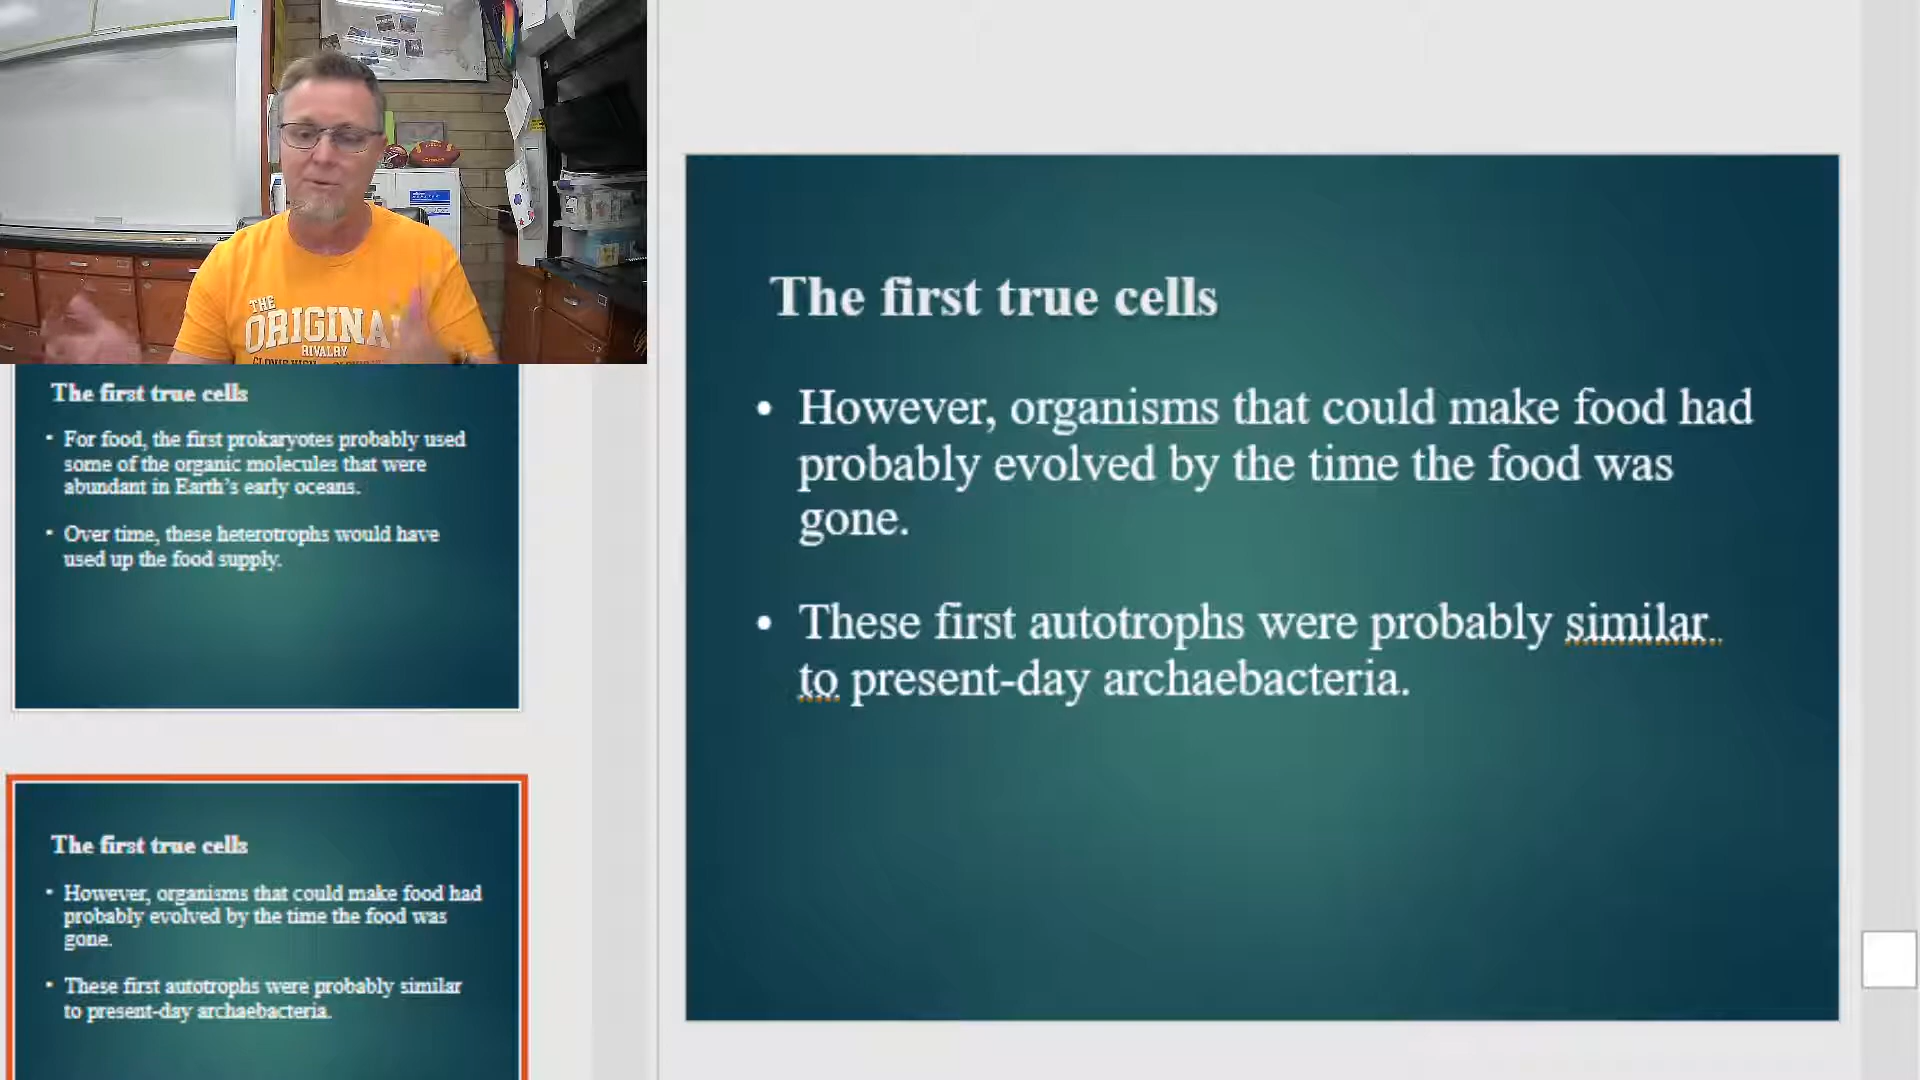 THE
ORIGINA
RIVALRY
The first true cells
• For food, the first prokaryotes probably used
some of the organic molecules that were
abundant in Earth’s early oceans.
• Over time, these heterotrophs would have
used up the food supply.
The first true cells
• However, organisms that could make food had
probably evolved by the time the food was
gone.
• These first autotrophs were probably similar
to present-day archaebacteria.
The first true cells
• However, organisms that could make food had
probably evolved by the time the food was
gone.
• These first autotrophs were probably similar
to present-day archaebacteria.